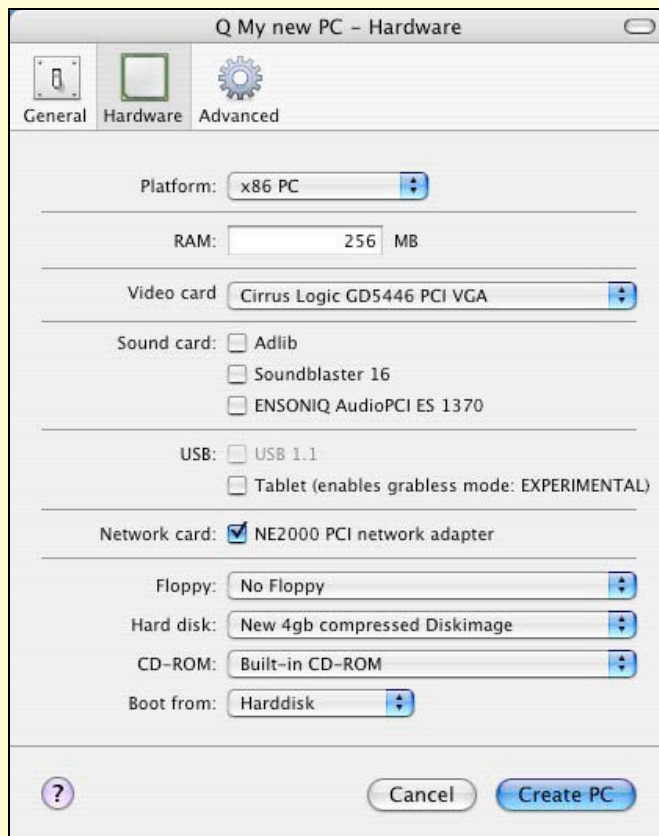 Q My new PC - Hardware
General Hardware Advanced
Platform: x86 PC
RAM: 256 MB
Video card Cirrus Logic GD5446 PCI VGA
Sound card: Adlib
Soundblaster 16
ENSONIQ AudioPCI ES 1370
USB: USB 1.1
Tablet (enables grabless mode: EXPERIMENTAL)
Network card: NE2000 PCI network adapter
Floppy: No Floppy
Hard disk: New 4gb compressed Diskimage
CD-ROM: Built-in CD-ROM
Boot from: Harddisk
? Cancel Create PC